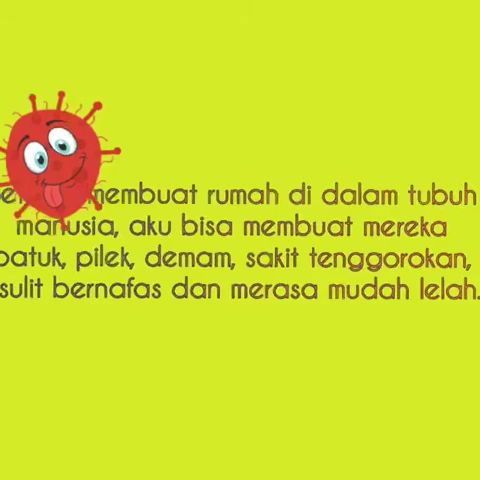 membuat rumah di dalam tubuh
manusia, aku bisa membuat mereka
batuk, pilek, demam, sakit tenggorokan,
sulit bernafas dan merasa mudah lelah.